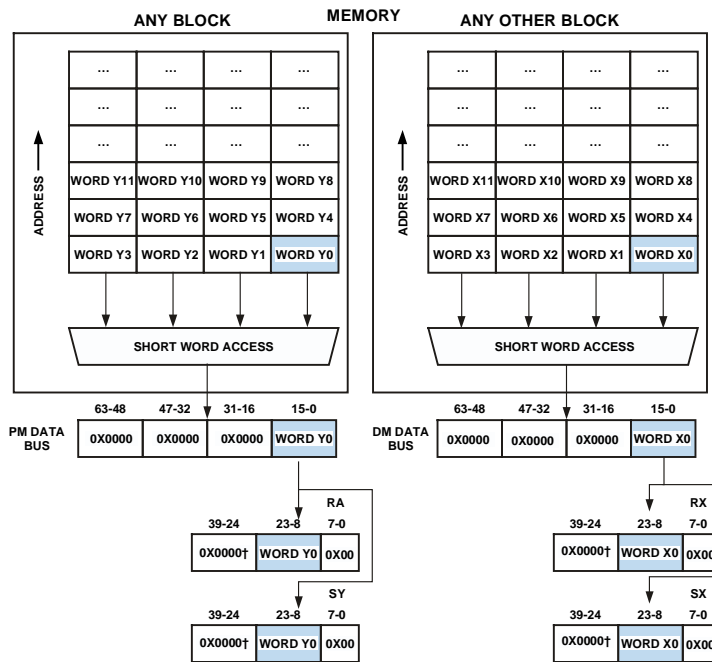 MEMORY
ANY BLOCK
ADDRESS
... ... ... ...
... ... ... ...
... ... ... ...
WORD Y11 WORD Y10 WORD Y9 WORD Y8
WORD Y7 WORD Y6 WORD Y5 WORD Y4
WORD Y3 WORD Y2 WORD Y1 WORD Y0
SHORT WORD ACCESS
63-48 47-32 31-16 15-0
PM DATA
BUS
0X0000 0X0000 0X0000 WORD Y0
RA
39-24 23-8 7-0
0X0000† WORD Y0 0X00
SY
39-24 23-8 7-0
0X0000† WORD Y0 0X00
ANY OTHER BLOCK
ADDRESS
... ... ... ...
... ... ... ...
... ... ... ...
WORD X11 WORD X10 WORD X9 WORD X8
WORD X7 WORD X6 WORD X5 WORD X4
WORD X3 WORD X2 WORD X1 WORD X0
SHORT WORD ACCESS
63-48 47-32 31-16 15-0
DM DATA
BUS
0X0000 0X0000 0X0000 WORD X0
RX
39-24 23-8 7-0
0X0000† WORD X0 0X00
SX
39-24 23-8 7-0
0X0000† WORD X0 0X00